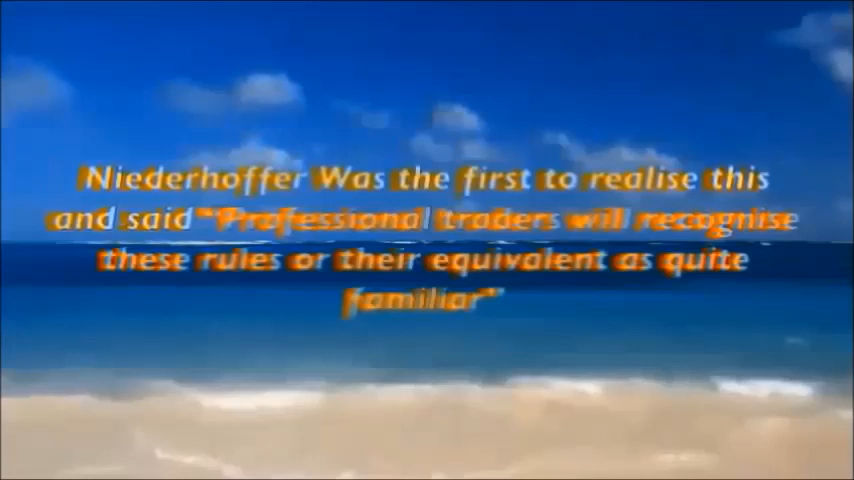 Niederhoffer Was the first to realise this
and said "Professional traders will recognise
these rules or their equivalent as quite
familiar"